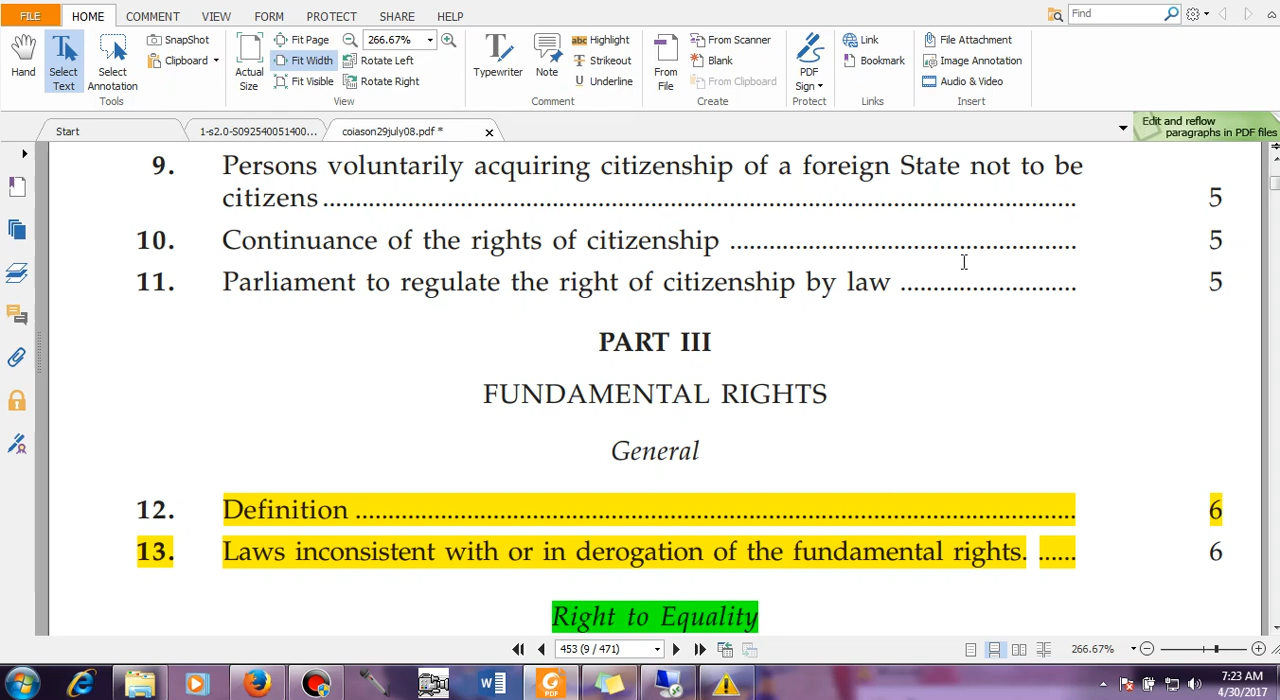 FILE HOME COMMENT VIEW FORM PROTECT SHARE HELP Find
SnapShot Fit Page 266.67% Highlight From Scanner Link File Attachment
Hand Select Text Select Annotation Clipboard Actual Size Fit Width Rotate Left Typewriter Note Strikeout From File Blank PDF Sign Bookmark Image Annotation
Fit Visible Rotate Right Underline From Clipboard Audio & Video
Tools View Comment Create Protect Links Insert
Start 1-s2.0-S092540051400... coiason29july08.pdf * Edit and reflow
paragraphs in PDF files
9. Persons voluntarily acquiring citizenship of a foreign State not to be
citizens ........................................................................................................ 5
10. Continuance of the rights of citizenship ................................................ 5
11. Parliament to regulate the right of citizenship by law ........................ 5
PART III
FUNDAMENTAL RIGHTS
General
12. Definition .................................................................................................... 6
13. Laws inconsistent with or in derogation of the fundamental rights. ...... 6
Right to Equality
453 (9 / 471) 266.67%
7:23 AM
4/30/2017